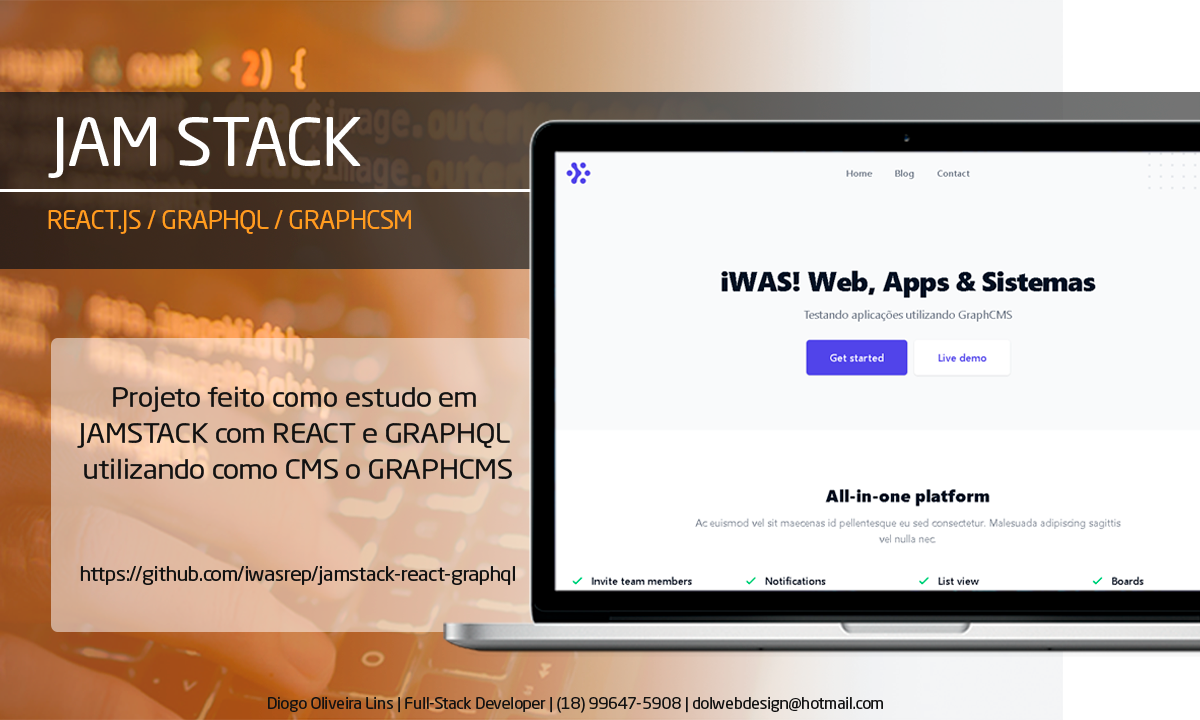 count < 2) {
JAM STACK
REACT.JS / GRAPHQL / GRAPHCSM
Projeto feito como estudo em
JAMSTACK com REACT e GRAPHQL
utilizando como CMS o GRAPHCMS
https://github.com/iwasrep/jamstack-react-graphql
Home Blog Contact
iWAS! Web, Apps & Sistemas
Testando aplicações utilizando GraphCMS
Get started Live demo
All-in-one platform
Ac euismod vel sit maecenas id pellentesque eu sed consectetur. Malesuada adipiscing sagittis
vel nulla nec.
Invite team members Notifications List view Boards
Diogo Oliveira Lins | Full-Stack Developer | (18) 99647-5908 | dolwebdesign@hotmail.com